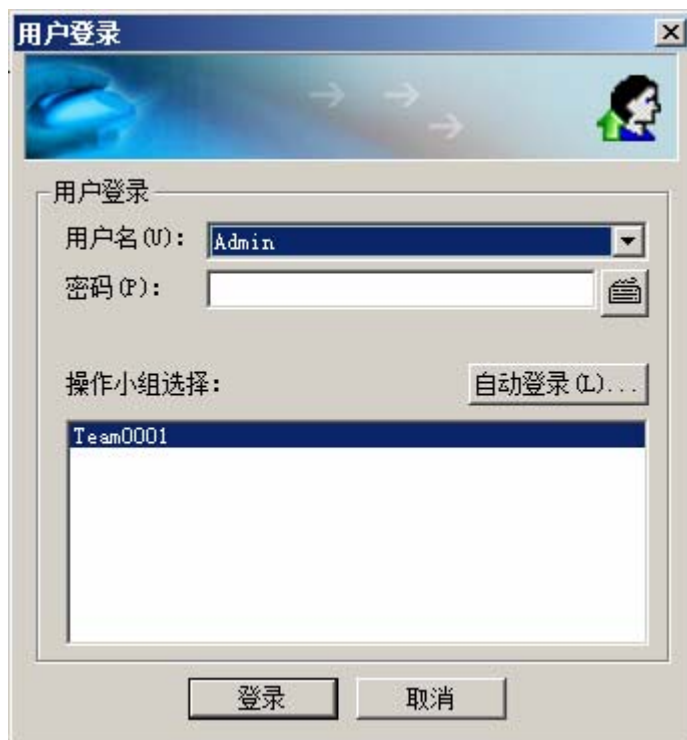 用户登录
用户登录
用户名(U): Admin
密码(P):
操作小组选择: 自动登录(L)...
Team0001
登录 取消